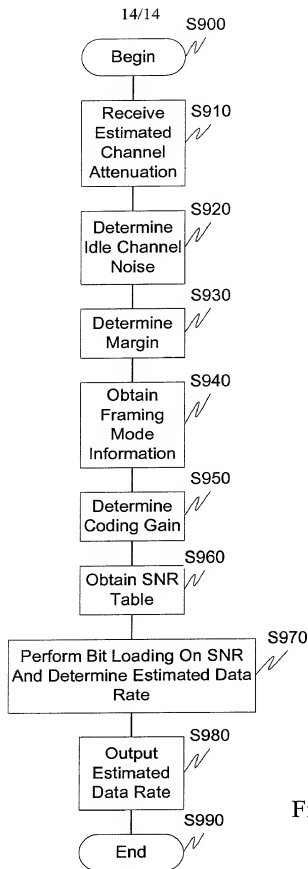 14/14
S900
Begin
S910
Receive
Estimated
Channel
Attenuation
S920
Determine
Idle Channel
Noise
S930
Determine
Margin
S940
Obtain
Framing
Mode
Information
S950
Determine
Coding Gain
S960
Obtain SNR
Table
S970
Perform Bit Loading On SNR
And Determine Estimated Data
Rate
S980
Output
Estimated
Data Rate
S990
End